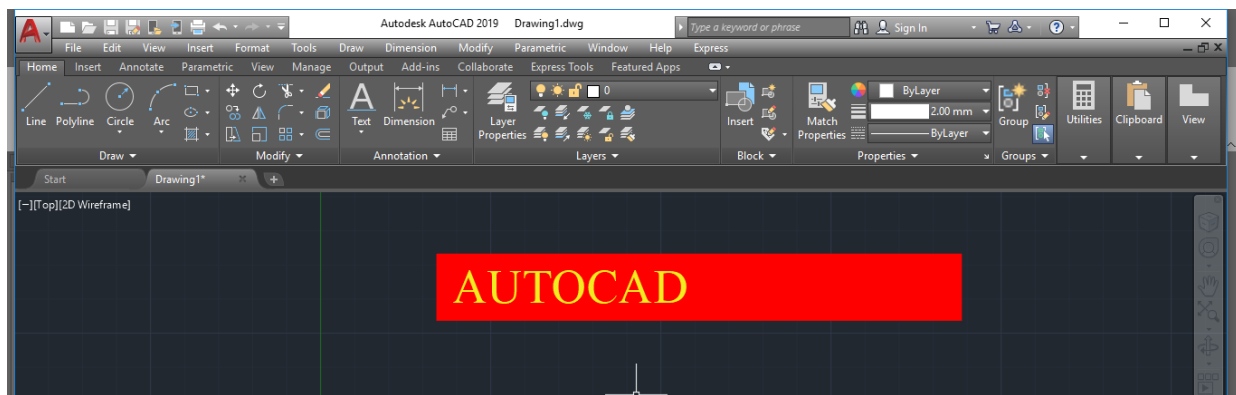 Autodesk AutoCAD 2019 Drawing1.dwg Type a keyword or phrase Sign In
File Edit View Insert Format Tools Draw Dimension Modify Parametric Window Help Express
Home Insert Annotate Parametric View Manage Output Add-ins Collaborate Express Tools Featured Apps
0 ByLayer
Line Polyline Circle Arc Text Dimension Layer Properties Insert Match Properties 2.00 mm Group Utilities Clipboard View
ByLayer
Draw Modify Annotation Layers Block Properties Groups
Start Drawing1*
[−][Top][2D Wireframe]
AUTOCAD